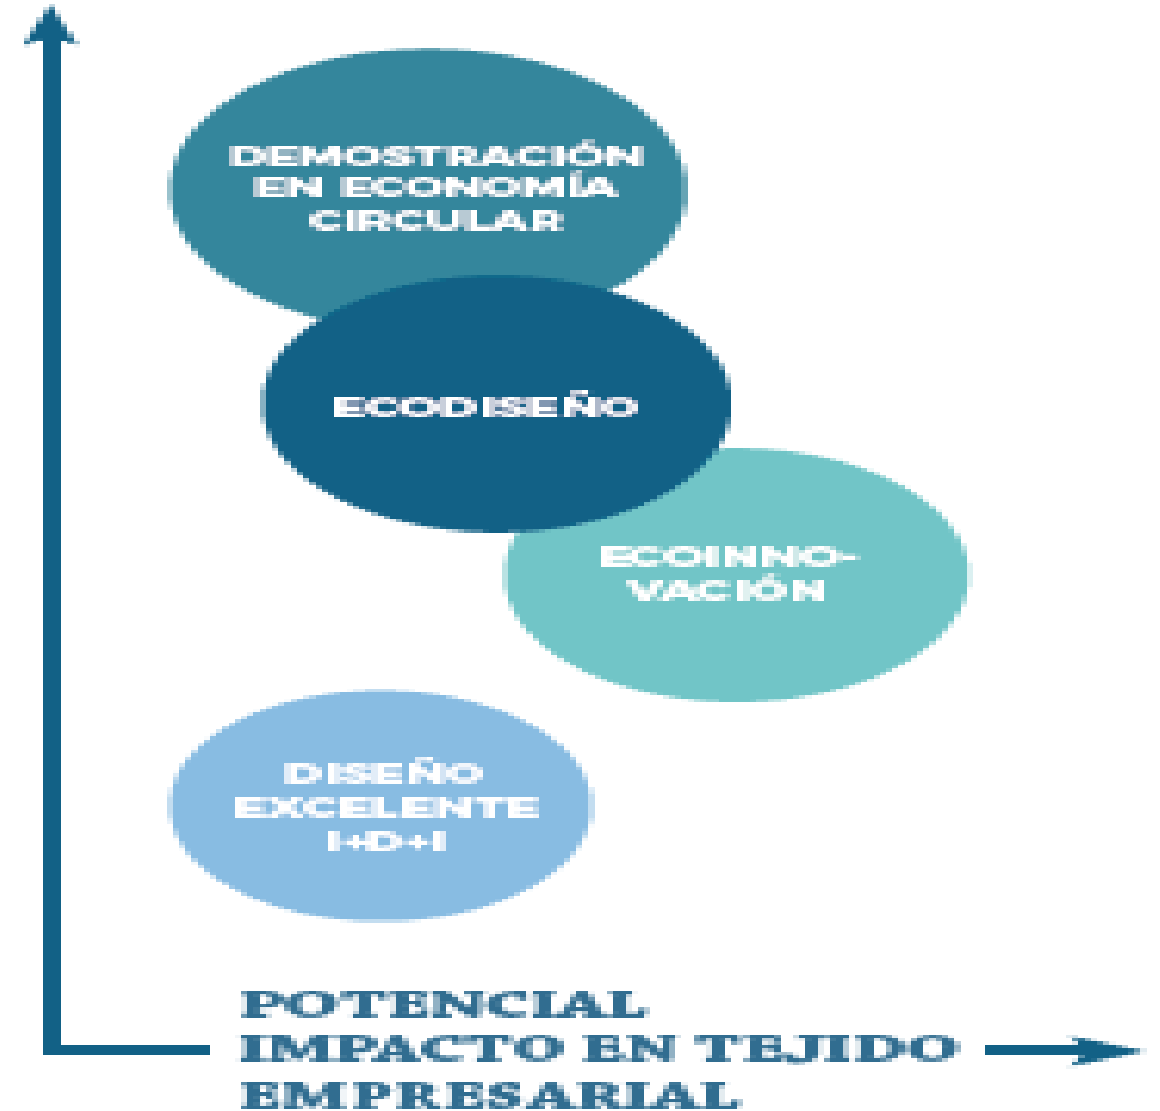 DEMOSTRACIÓN
EN ECONOMÍA
CIRCULAR
ECODISEÑO
ECOINNO-
VACIÓN
DISEÑO
EXCELENTE
I+D+I
POTENCIAL
IMPACTO EN TEJIDO
EMPRESARIAL